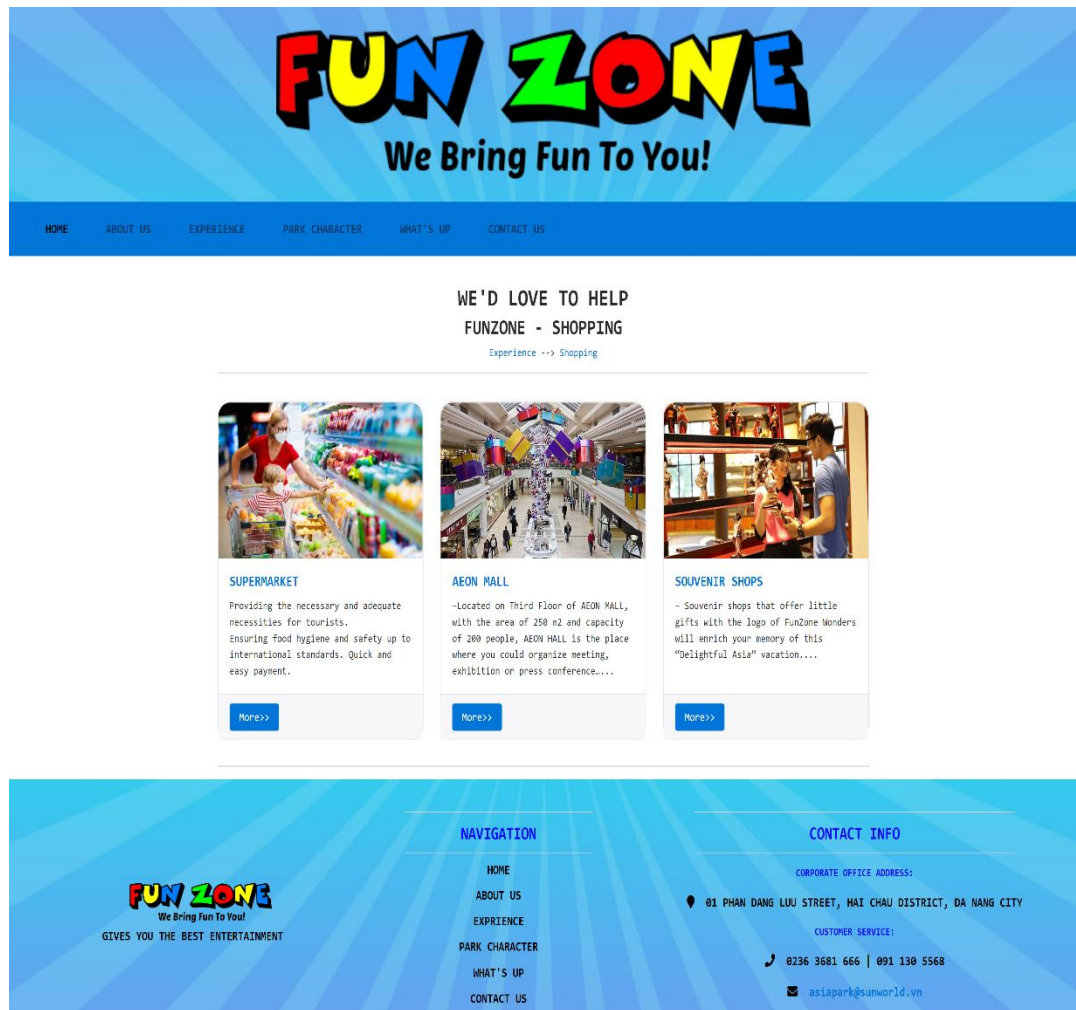 FUN ZONE
We Bring Fun To You!
HOME ABOUT US EXPERIENCE PARK CHARACTER WHAT'S UP CONTACT US
WE'D LOVE TO HELP
FUNZONE - SHOPPING
Experience --> Shopping
SUPERMARKET
Providing the necessary and adequate
necessities for tourists.
Ensuring food hygiene and safety up to
international standards. Quick and
easy payment.
More>>
AEON MALL
-Located on Third Floor of AEON MALL,
with the area of 250 m2 and capacity
of 200 people, AEON MALL is the place
where you could organize meeting,
exhibition or press conference.....
More>>
SOUVENIR SHOPS
- Souvenir shops that offer little
gifts with the logo of FunZone Wonders
will enrich your memory of this
“Delightful Asia” vacation....
More>>
FUN ZONE
We Bring Fun To You!
GIVES YOU THE BEST ENTERTAINMENT
NAVIGATION
HOME
ABOUT US
EXPRIENCE
PARK CHARACTER
WHAT'S UP
CONTACT US
CONTACT INFO
CORPORATE OFFICE ADDRESS:
01 PHAN DANG LUU STREET, HAI CHAU DISTRICT, DA NANG CITY
CUSTOMER SERVICE:
0236 3681 666 | 091 130 5568
asiapark@sunworld.vn